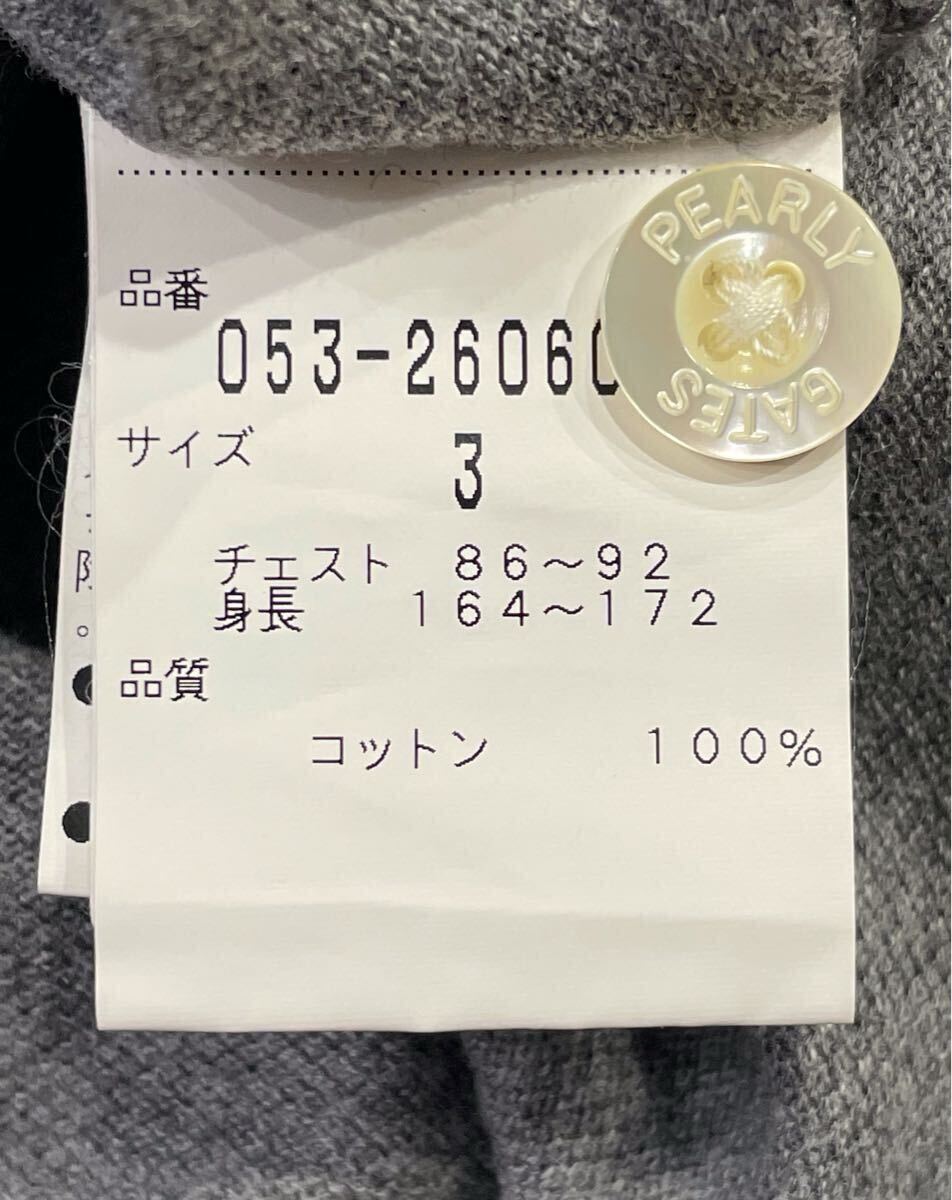 品番
PEARLY
GATES
053-26060
サイズ
3
チェスト 86～92
身長 164～172
品質
コットン 100%